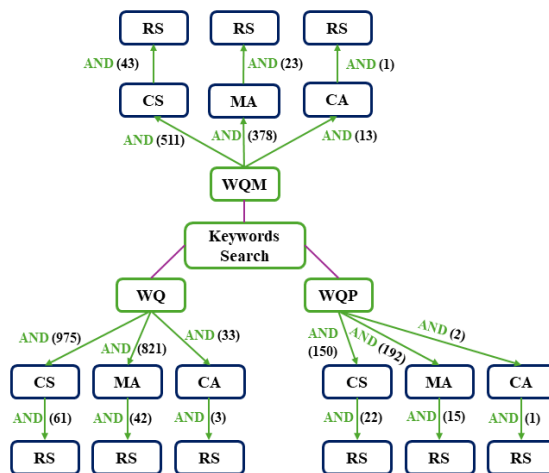 RS RS RS
AND (43) AND (23) AND (1)
CS MA CA
AND (511) AND (378) AND (13)
WQM
Keywords
Search
WQ WQP
AND (975) AND (821) AND (33) AND (150) AND (192) AND (2)
CS MA CA CS MA CA
AND (61) AND (42) AND (3) AND (22) AND (15) AND (1)
RS RS RS RS RS RS